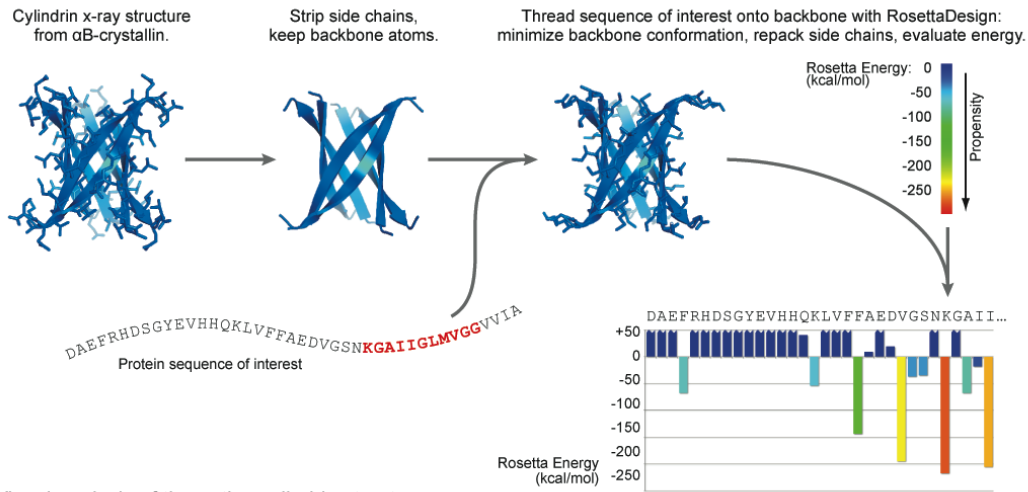 Cylindrin x-ray structure
from αB-crystallin.
Strip side chains,
keep backbone atoms.
Thread sequence of interest onto backbone with RosettaDesign:
minimize backbone conformation, repack side chains, evaluate energy.
Rosetta Energy:
(kcal/mol)
0
-50
-100
-150
-200
-250
Propensity
DAEFRHDSGYEVHHQKLVFFAEDVGSNKGAIIGLMVGGVVIA
Protein sequence of interest
DAEFRHDSGYEVHHQKLVFFAEDVGSNKGAII...
+50
0
-50
-100
-150
-200
-250
Rosetta Energy
(kcal/mol)